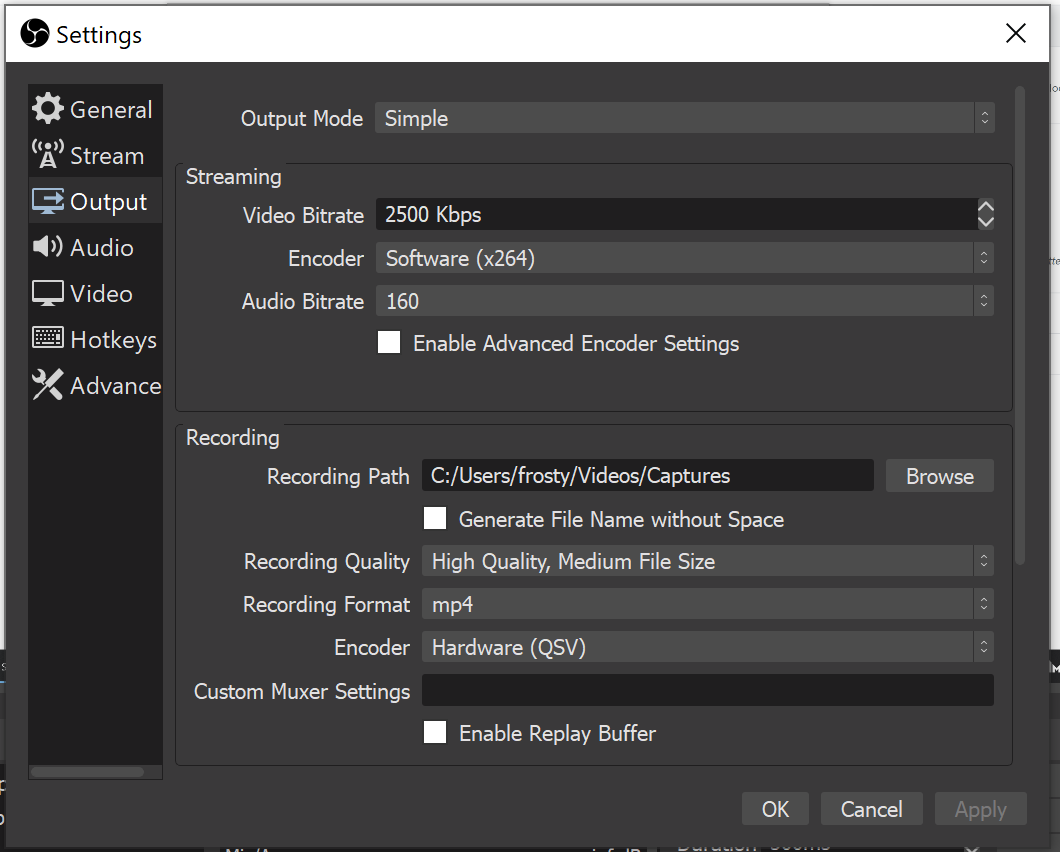 Settings
General
Stream
Output
Audio
Video
Hotkeys
Advance
Output Mode Simple
Streaming
Video Bitrate 2500 Kbps
Encoder Software (x264)
Audio Bitrate 160
Enable Advanced Encoder Settings
Recording
Recording Path C:/Users/frosty/Videos/Captures Browse
Generate File Name without Space
Recording Quality High Quality, Medium File Size
Recording Format mp4
Encoder Hardware (QSV)
Custom Muxer Settings
Enable Replay Buffer
OK Cancel Apply
Duration